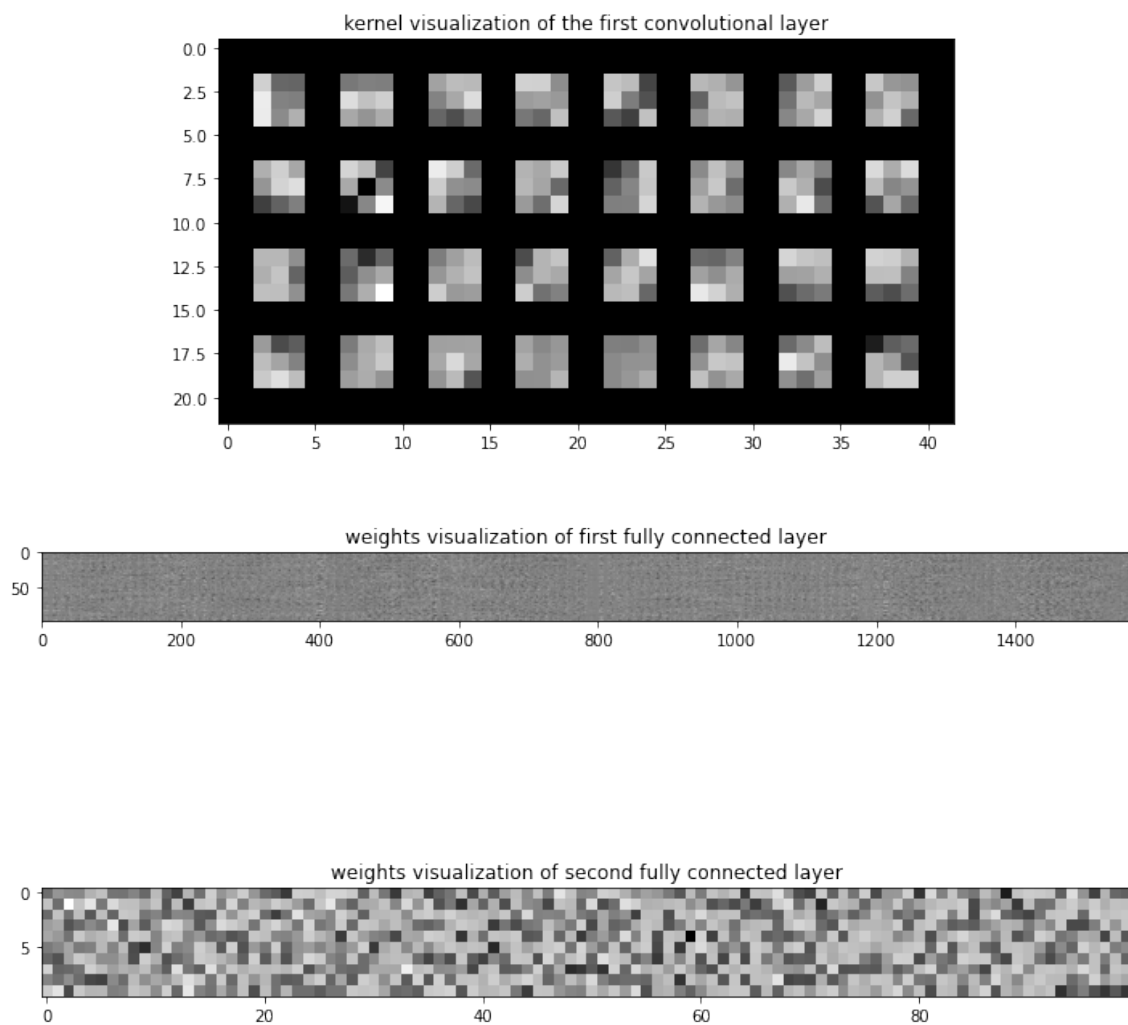 kernel visualization of the first convolutional layer
0.0
2.5
5.0
7.5
10.0
12.5
15.0
17.5
20.0
0 5 10 15 20 25 30 35 40
weights visualization of first fully connected layer
0
50
0 200 400 600 800 1000 1200 1400
weights visualization of second fully connected layer
0
5
0 20 40 60 80